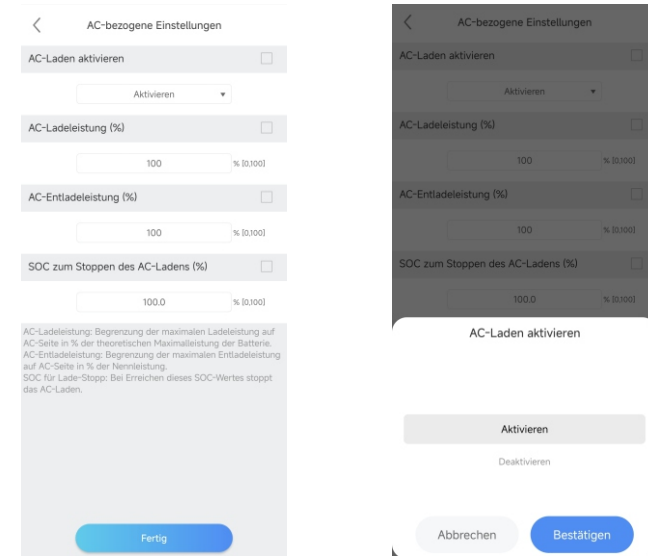 AC-bezogene Einstellungen
AC-Laden aktivieren
Aktivieren
AC-Ladeleistung (%)
100 % [0,100]
AC-Entladeleistung (%)
100 % [0,100]
SOC zum Stoppen des AC-Ladens (%)
100.0 % [0,100]
AC-Ladeleistung: Begrenzung der maximalen Ladeleistung auf
AC-Seite in % der theoretischen Maximalleistung der Batterie.
AC-Entladeleistung: Begrenzung der maximalen Entladeleistung
auf AC-Seite in % der Nennleistung.
SOC für Lade-Stopp: Bei Erreichen dieses SOC-Wertes stoppt
das AC-Laden.
Fertig
AC-bezogene Einstellungen
AC-Laden aktivieren
Aktivieren
AC-Ladeleistung (%)
100 % [0,100]
AC-Entladeleistung (%)
100 % [0,100]
SOC zum Stoppen des AC-Ladens (%)
100.0 % [0,100]
AC-Laden aktivieren
Aktivieren
Deaktivieren
Abbrechen Bestätigen